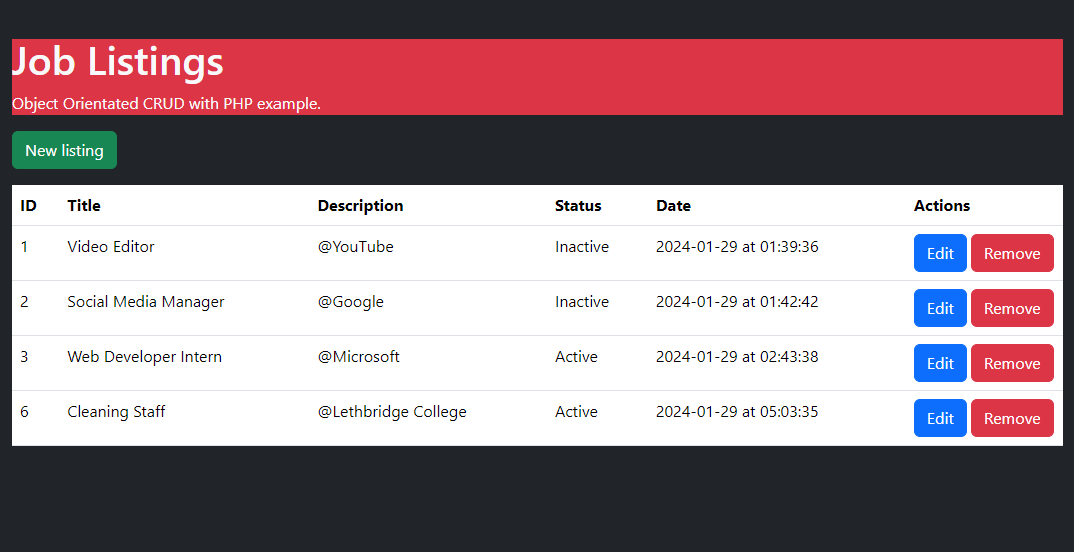 Job Listings
Object Orientated CRUD with PHP example.
New listing
ID Title Description Status Date Actions
1 Video Editor @YouTube Inactive 2024-01-29 at 01:39:36 Edit Remove
2 Social Media Manager @Google Inactive 2024-01-29 at 01:42:42 Edit Remove
3 Web Developer Intern @Microsoft Active 2024-01-29 at 02:43:38 Edit Remove
6 Cleaning Staff @Lethbridge College Active 2024-01-29 at 05:03:35 Edit Remove